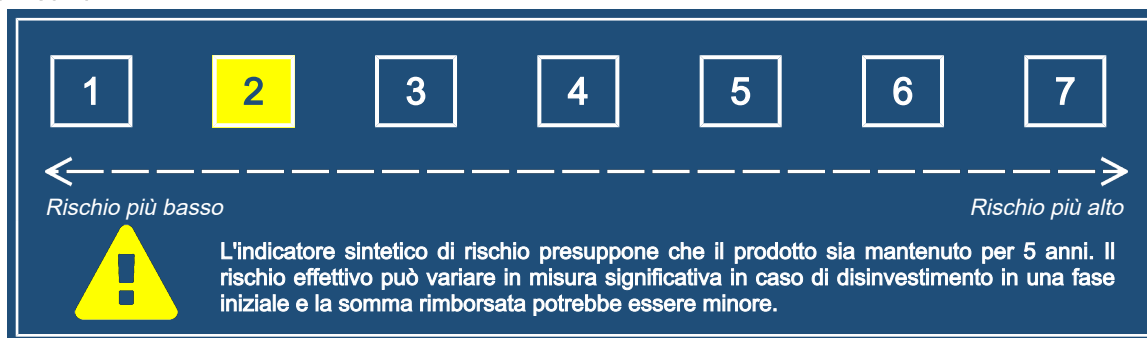 1 2 3 4 5 6 7
Rischio più basso Rischio più alto
!
L'indicatore sintetico di rischio presuppone che il prodotto sia mantenuto per 5 anni. Il
rischio effettivo può variare in misura significativa in caso di disinvestimento in una fase
iniziale e la somma rimborsata potrebbe essere minore.